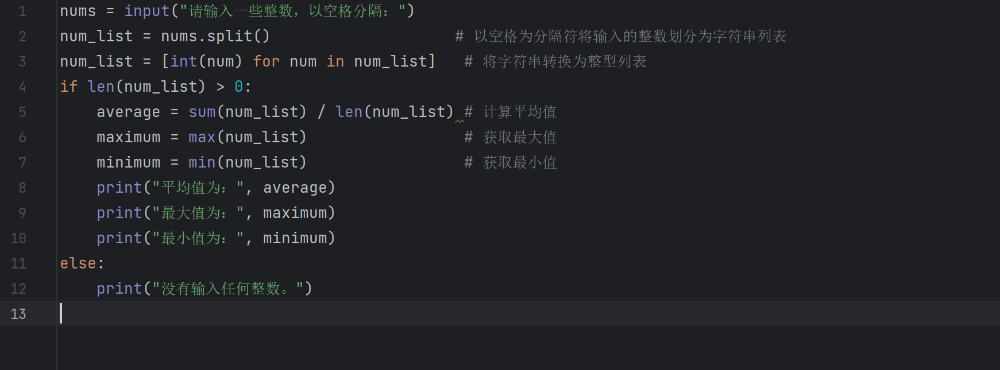 1 nums = input("请输入一些整数，以空格分隔：")
2 num_list = nums.split()                    # 以空格为分隔符将输入的整数划分为字符串列表
3 num_list = [int(num) for num in num_list]   # 将字符串转换为整型列表
4 if len(num_list) > 0:
5     average = sum(num_list) / len(num_list) # 计算平均值
6     maximum = max(num_list)                 # 获取最大值
7     minimum = min(num_list)                 # 获取最小值
8     print("平均值为：", average)
9     print("最大值为：", maximum)
10     print("最小值为：", minimum)
11 else:
12     print("没有输入任何整数。")
13